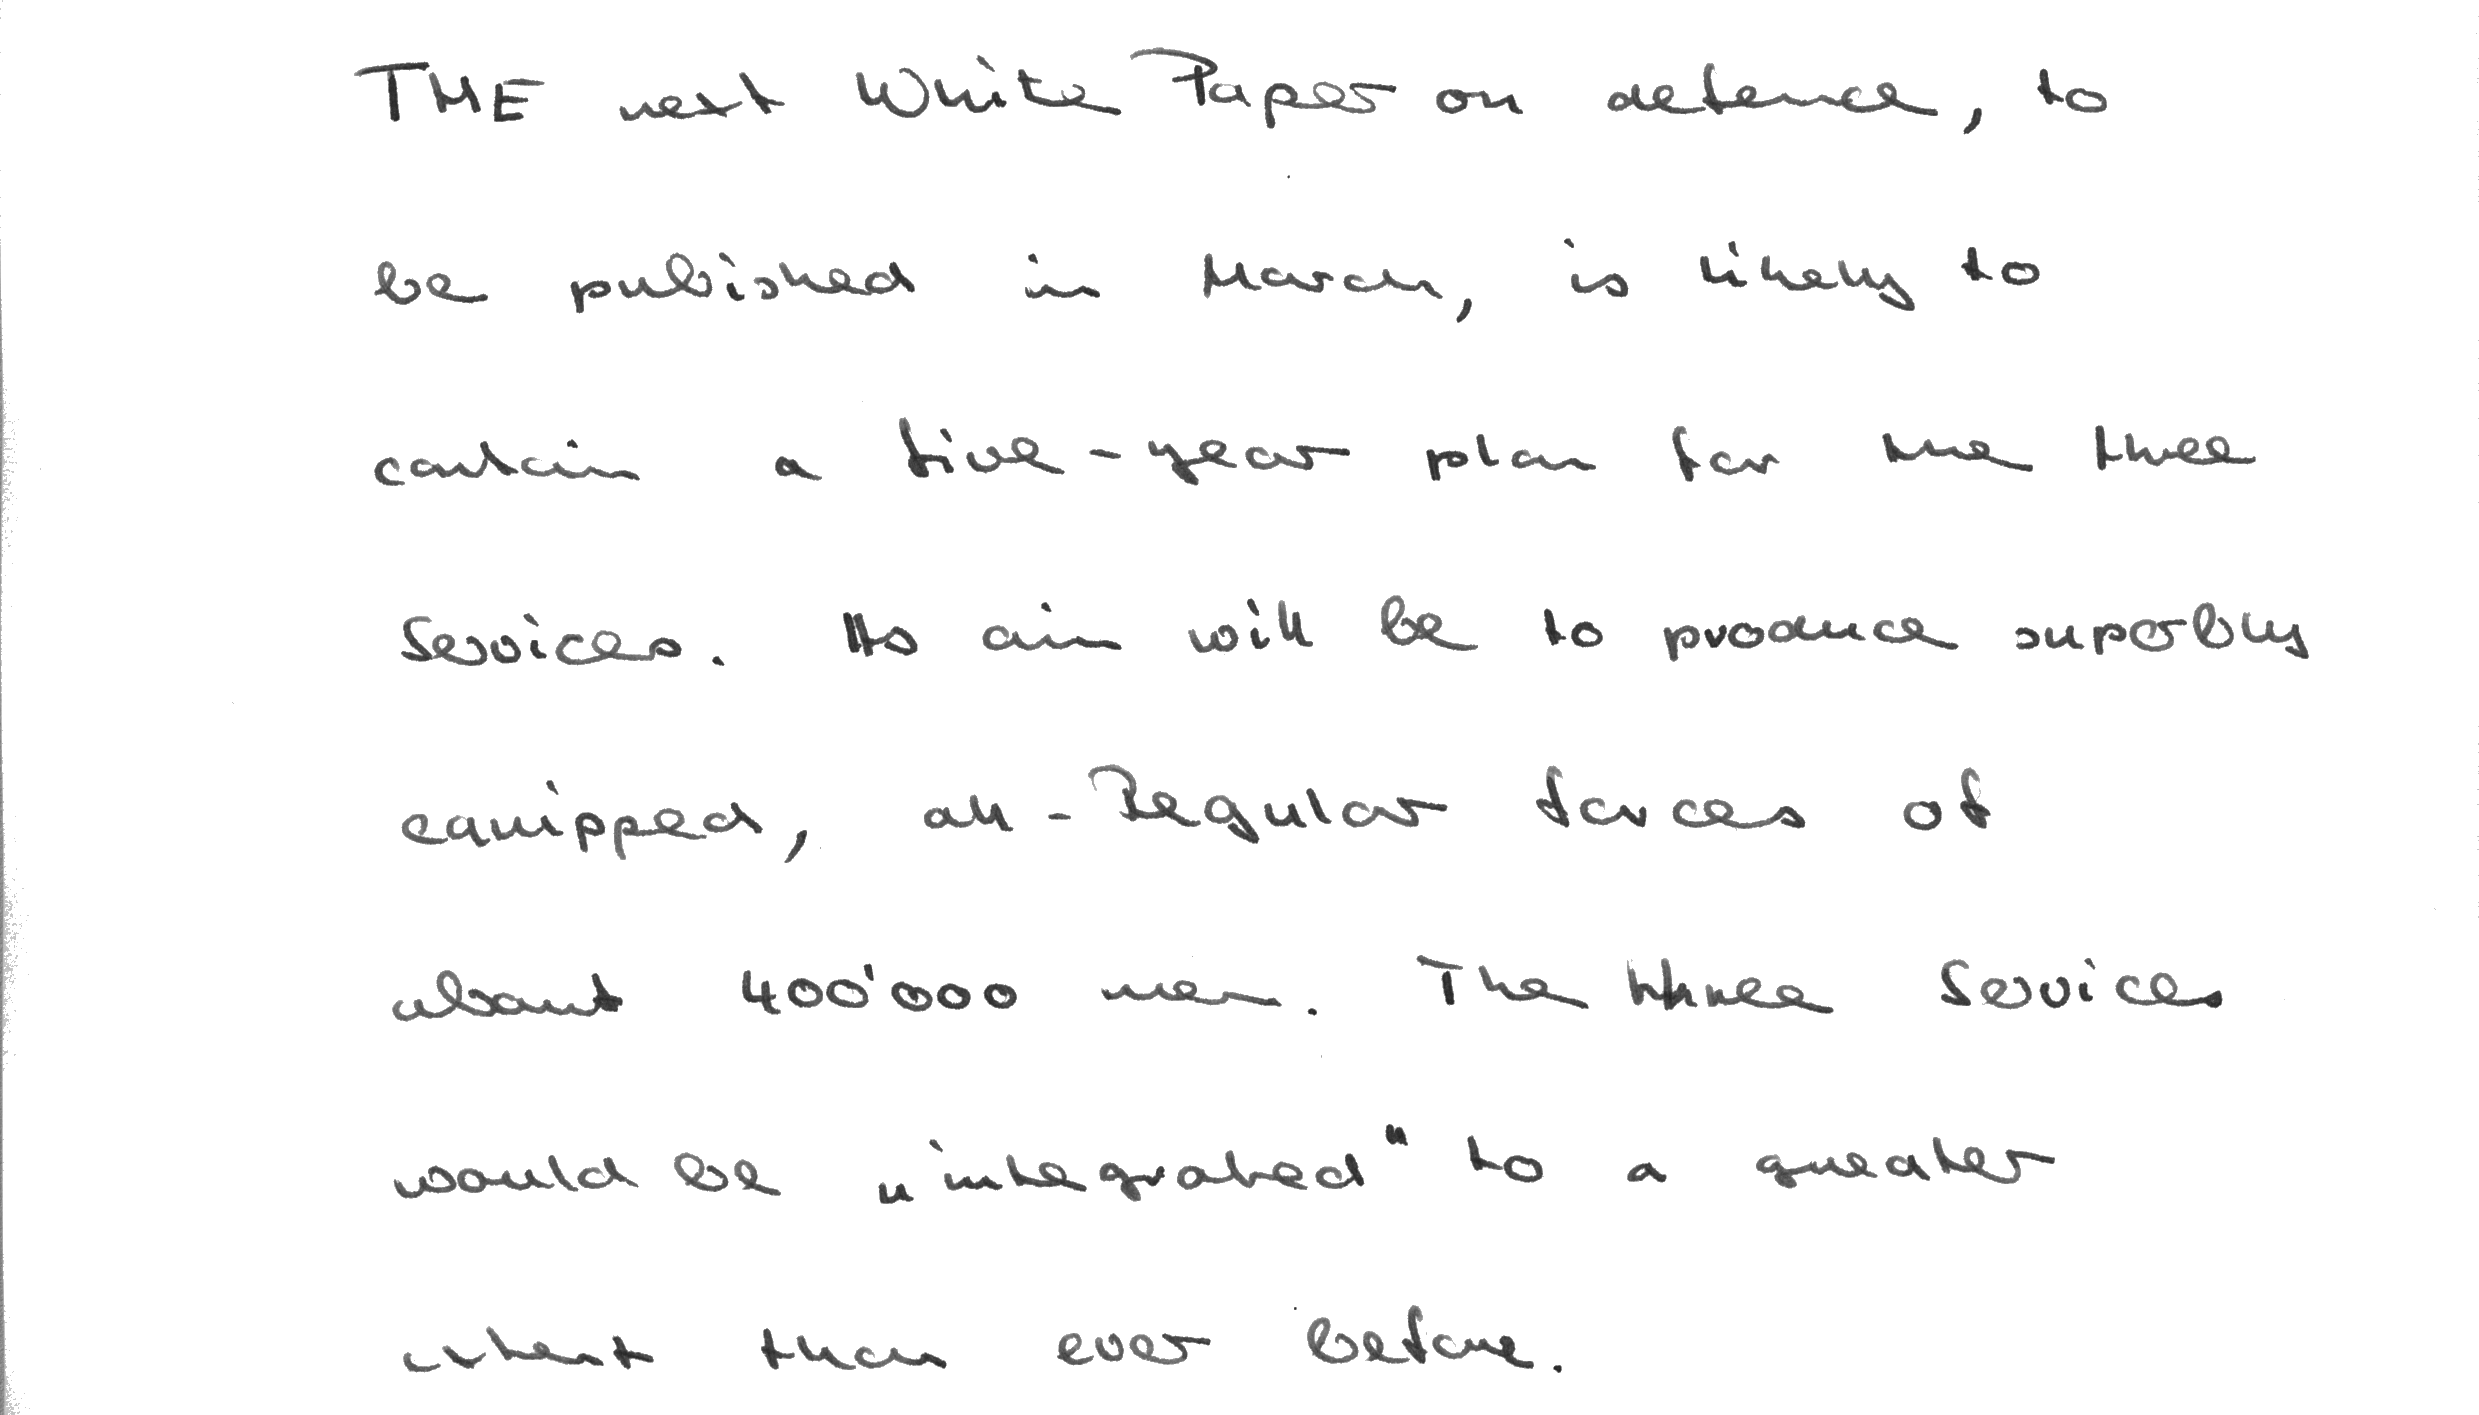 THE next White Paper on defence, to
be published in March, is likely to
contain a five-year plan for the three
Services. Its aim will be to produce superbly
equipped, all-Regular forces of
about 400'000 men. The three Services
would be „integrated" to a greater
extent than ever before.